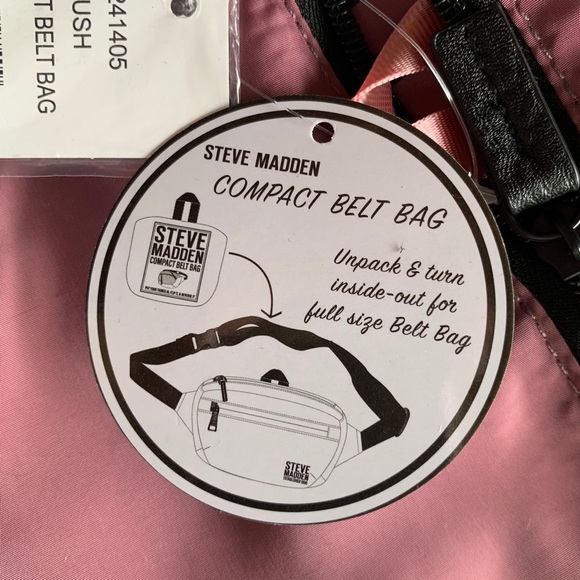 241405
USH
T BELT BAG
STEVE MADDEN
COMPACT BELT BAG
STEVE
MADDEN
COMPACT BELT BAG
Unpack & turn
inside-out for
full size Belt Bag
STEVE
MADDEN